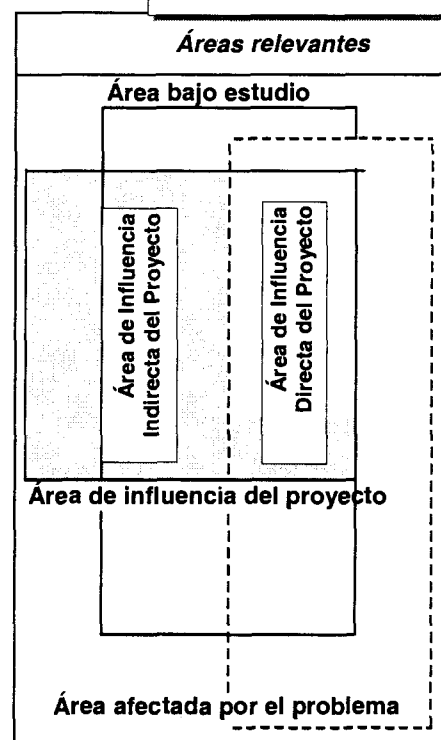 Áreas relevantes
Área bajo estudio
Área de Influencia
Indirecta del Proyecto
Área de Influencia
Directa del Proyecto
Área de influencia del proyecto
Área afectada por el problema